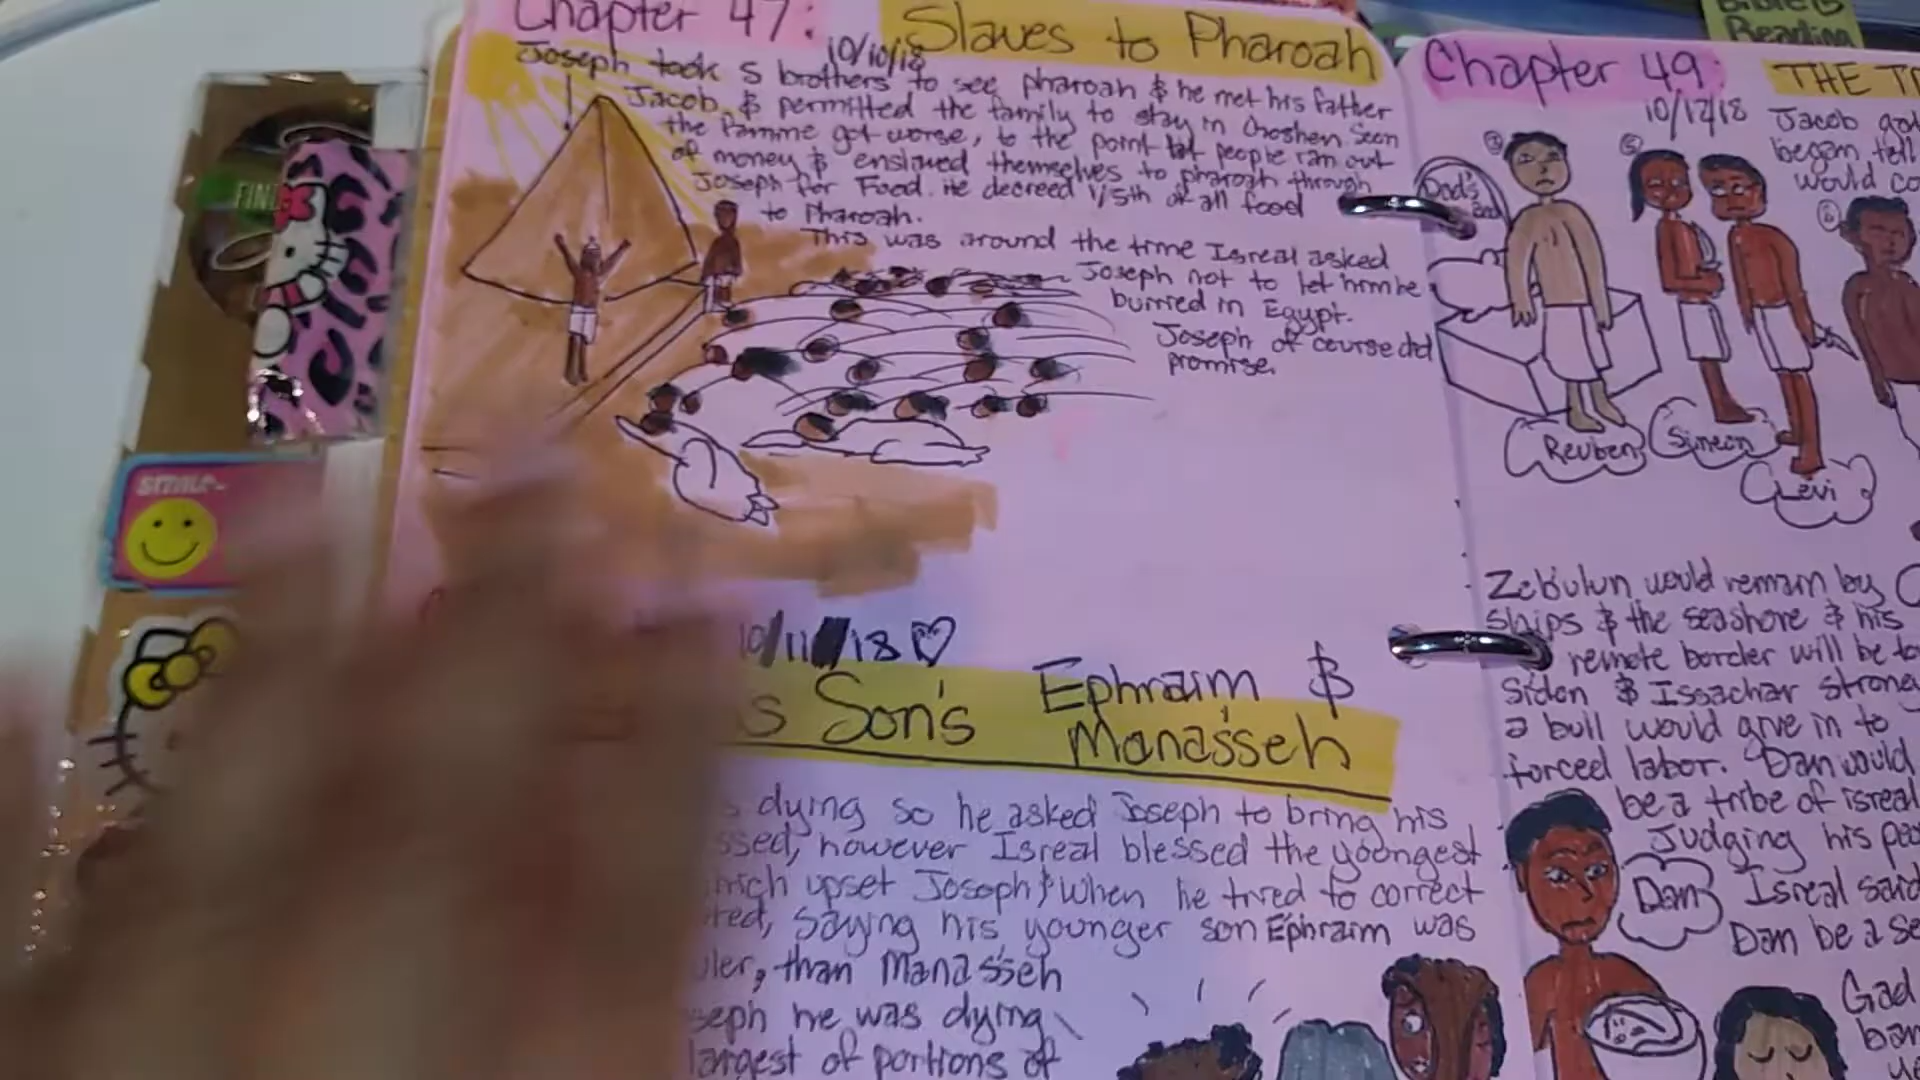 Chapter 47:
Slaves to Pharoah
10/10/18
Joseph took 5 brothers to see pharoah & he met his father
Jacob, & permitted the family to stay in Goshen. Soon
the famine got worse, to the point that people ran out
of money & enslaved themselves to pharoah through
Joseph for Food. He decreed 1/5th of all food
to Pharoah.
This was around the time Isreal asked
Joseph not to let him be
burried in Egypt.
Joseph of course did
promise.
10/11/18
Son's Ephraim &
Manasseh
dying so he asked Joseph to bring his
however Isreal blessed the yoongest
upset Joseph & when he tried to correct
saying his younger son Ephraim was
than Manasseh
he was dying
largest of portions of
Bible
Reading
Chapter 49:
10/12/18
Jacob
began tell
would
Dad's
Bed
Reuben
Simeon
Levi
Zebulun would remain by
ships & the seashore & his
remote border will be
Sidon & Issachar strong
a bull would give in to
forced labor. Dan would
be a tribe of isreal
Judging his
Isreal said
Dan be a
Dan
Gad
SMILE